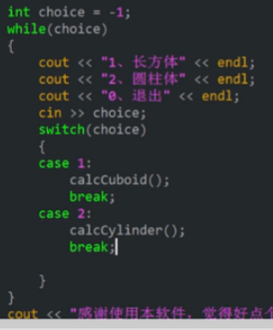 int choice = -1;
while(choice)
{
cout << "1、长方体" << endl;
cout << "2、圆柱体" << endl;
cout << "0、退出" << endl;
cin >> choice;
switch(choice)
{
case 1:
calcCuboid();
break;
case 2:
calcCylinder();
break;
}
}
cout << "感谢使用本软件，觉得好点个